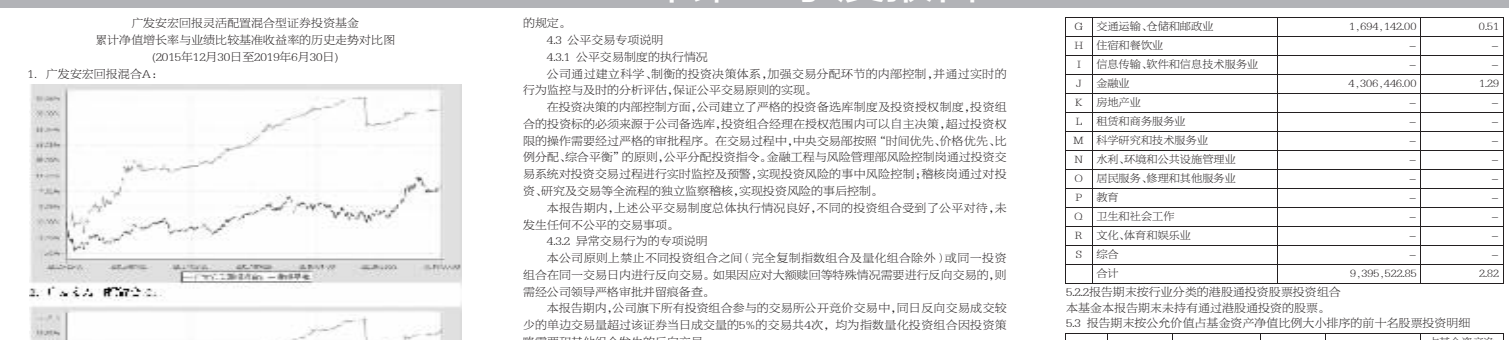 广发安宏回报灵活配置混合型证券投资基金
累计净值增长率与业绩比较基准收益率的历史走势对比图
(2015年12月30日至2019年6月30日)
1. 广发安宏回报混合A：
的规定。
4.3 公平交易专项说明
4.3.1 公平交易制度的执行情况
公司通过建立科学、制衡的投资决策体系，加强交易分配环节的内部控制，并通过实时的
行为监控与及时的分析评估，保证公平交易原则的实现。
在投资决策的内部控制方面，公司建立了严格的投资备选库制度及投资授权制度，投资组
合的投资标的必须来源于公司备选库，投资组合经理在授权范围内可以自主决策，超过投资权
限的操作需要经过严格的审批程序。在交易过程中，中央交易部按照“时间优先、价格优先、比
例分配、综合平衡”的原则，公平分配投资指令。金融工程与风险管理部风险控制岗通过投资交
易系统对投资交易过程进行实时监控及预警，实现投资风险的事中风险控制；稽核岗通过对投
资、研究及交易等全流程的独立监察稽核，实现投资风险的事后控制。
本报告期内，上述公平交易制度总体执行情况良好，不同的投资组合受到了公平对待，未
发生任何不公平的交易事项。
4.3.2 异常交易行为的专项说明
本公司原则上禁止不同投资组合之间（完全复制指数组合及量化组合除外）或同一投资
组合在同一交易日内进行反向交易。如果因应对大额赎回等特殊情况需要进行反向交易的，则
需经公司领导严格审批并留痕备查。
本报告期内，公司旗下所有投资组合参与的交易所公开竞价交易中，同日反向交易成交较
少的单边交易量超过该证券当日成交量的5%的交易共4次，均为指数量化投资组合因投资策
G 交通运输、仓储和邮政业 1,694,142.00 0.51
H 住宿和餐饮业 – –
I 信息传输、软件和信息技术服务业 – –
J 金融业 4,306,446.00 1.29
K 房地产业 – –
L 租赁和商务服务业 – –
M 科学研究和技术服务业 – –
N 水利、环境和公共设施管理业 – –
O 居民服务、修理和其他服务业 – –
P 教育 – –
Q 卫生和社会工作 – –
R 文化、体育和娱乐业 – –
S 综合 – –
合计 9,395,522.85 2.82
5.2.2报告期末按行业分类的港股通投资股票投资组合
本基金本报告期末未持有通过港股通投资的股票。
5.3 报告期末按公允价值占基金资产净值比例大小排序的前十名股票投资明细